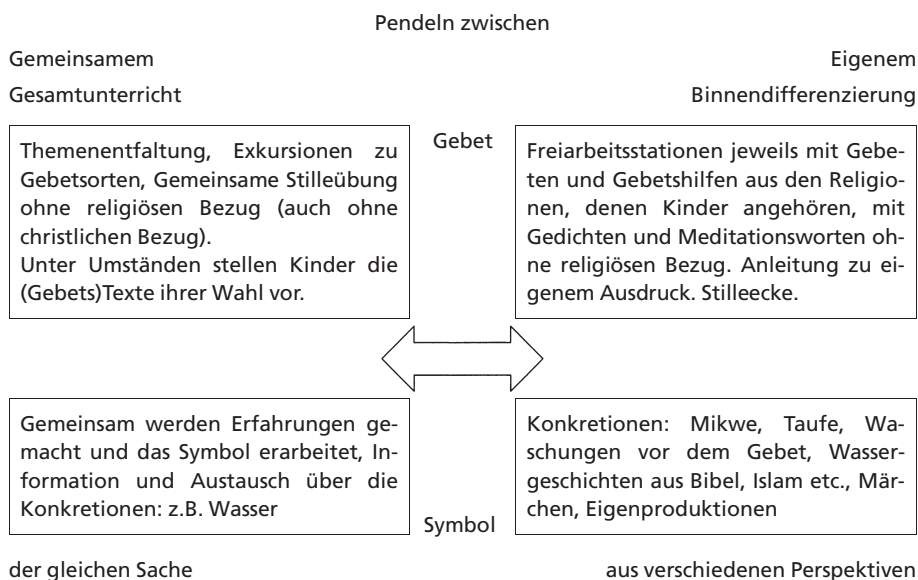 Pendeln zwischen
Gemeinsamem
Eigenem
Gesamtunterricht
Binnendifferenzierung
Gebet
Themenentfaltung, Exkursionen zu
Gebetsorten, Gemeinsame Stilleübung
ohne religiösen Bezug (auch ohne
christlichen Bezug).
Unter Umständen stellen Kinder die
(Gebets)Texte ihrer Wahl vor.
Freiarbeitsstationen jeweils mit Gebe-
ten und Gebetshilfen aus den Religio-
nen, denen Kinder angehören, mit
Gedichten und Meditationsworten oh-
ne religiösen Bezug. Anleitung zu ei-
genem Ausdruck. Stilleecke.
Gemeinsam werden Erfahrungen ge-
macht und das Symbol erarbeitet, In-
formation und Austausch über die
Konkretionen: z.B. Wasser
Symbol
Konkretionen: Mikwe, Taufe, Wa-
schungen vor dem Gebet, Wasser-
geschichten aus Bibel, Islam etc., Mär-
chen, Eigenproduktionen
der gleichen Sache
aus verschiedenen Perspektiven